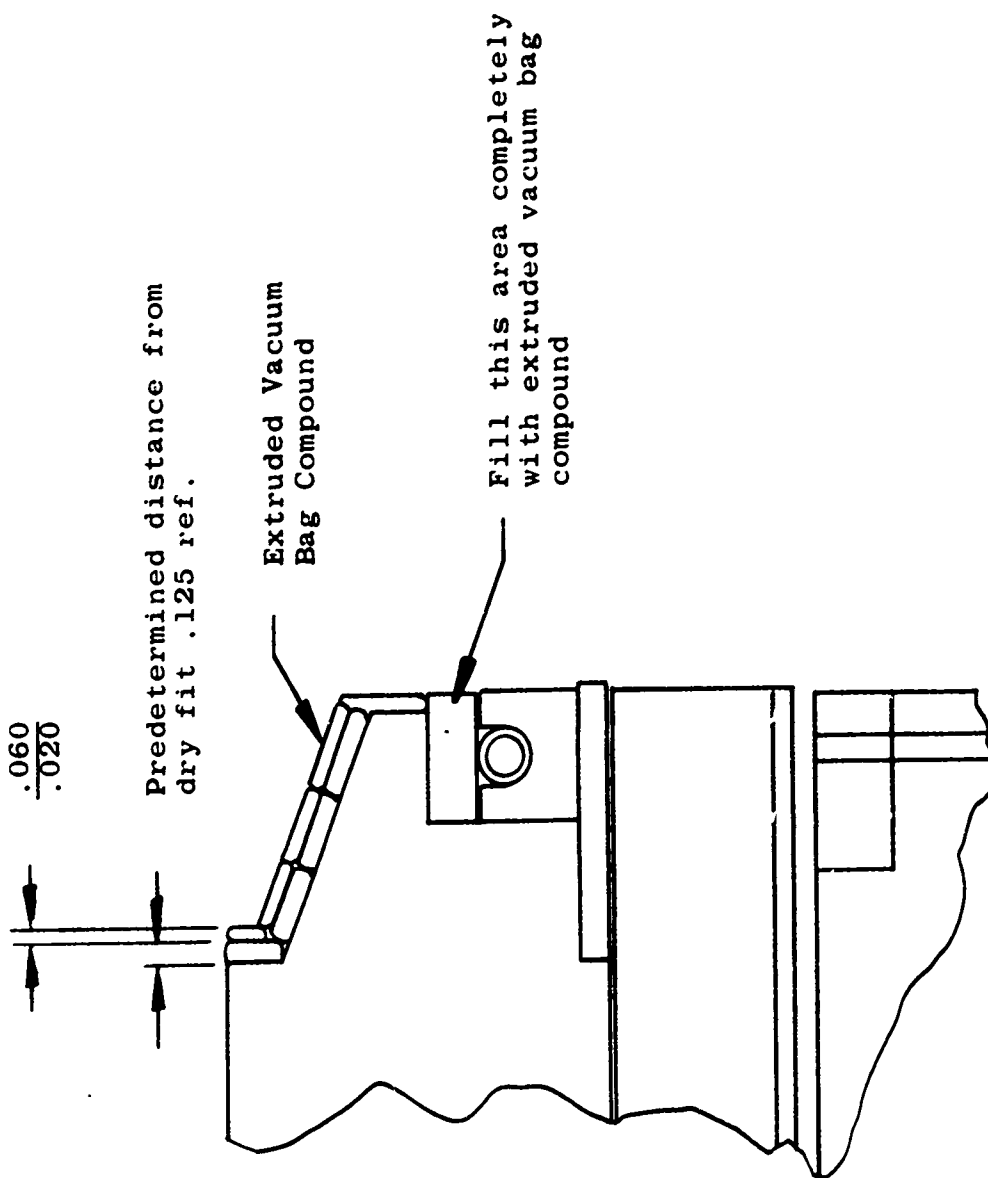 .060
.020
Predetermined distance from
dry fit .125 ref.
Extruded Vacuum
Bag Compound
Fill this area completely
with extruded vacuum bag
compound